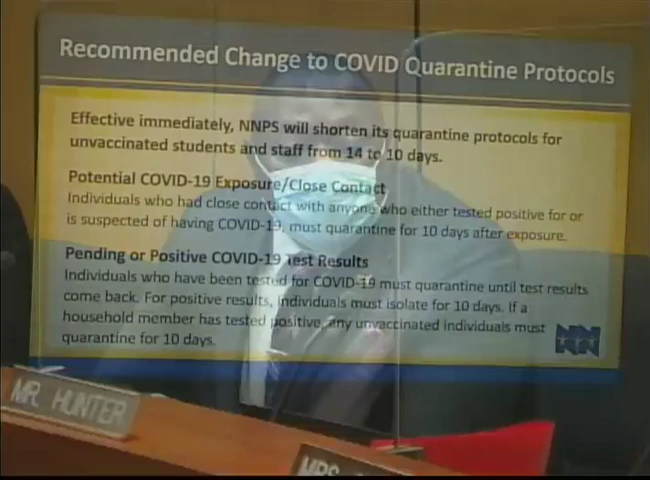 Recommended Change to COVID Quarantine Protocols
Effective immediately, NNPS will shorten its quarantine protocols for
unvaccinated students and staff from 14 to 10 days.
Potential COVID-19 Exposure/Close Contact
Individuals who had close contact with anyone who either tested positive for or
is suspected of having COVID-19, must quarantine for 10 days after exposure.
Pending or Positive COVID-19 Test Results
Individuals who have been tested for COVID-19 must quarantine until test results
come back. For positive results, individuals must isolate for 10 days. If a
household member has tested positive, any unvaccinated individuals must
quarantine for 10 days.
NN
NN
MR. HUNTER
MRS